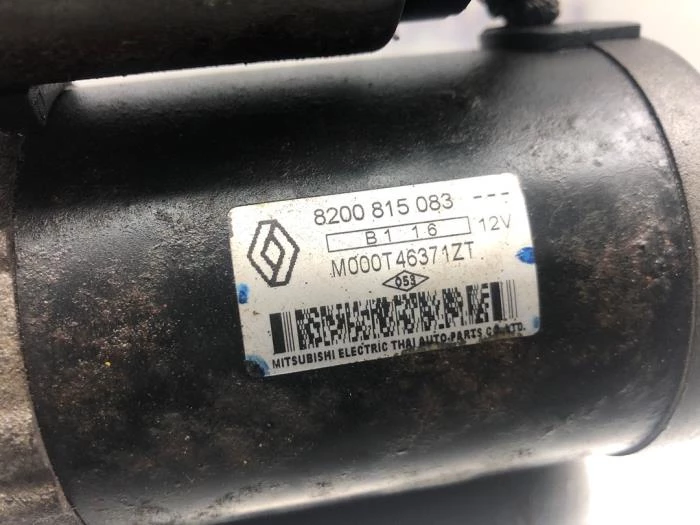 8200 815 083 ---
B1 16 12V
M000T46371ZT
053
MITSUBISHI ELECTRIC THAI AUTO.PARTS CO.,LTD.